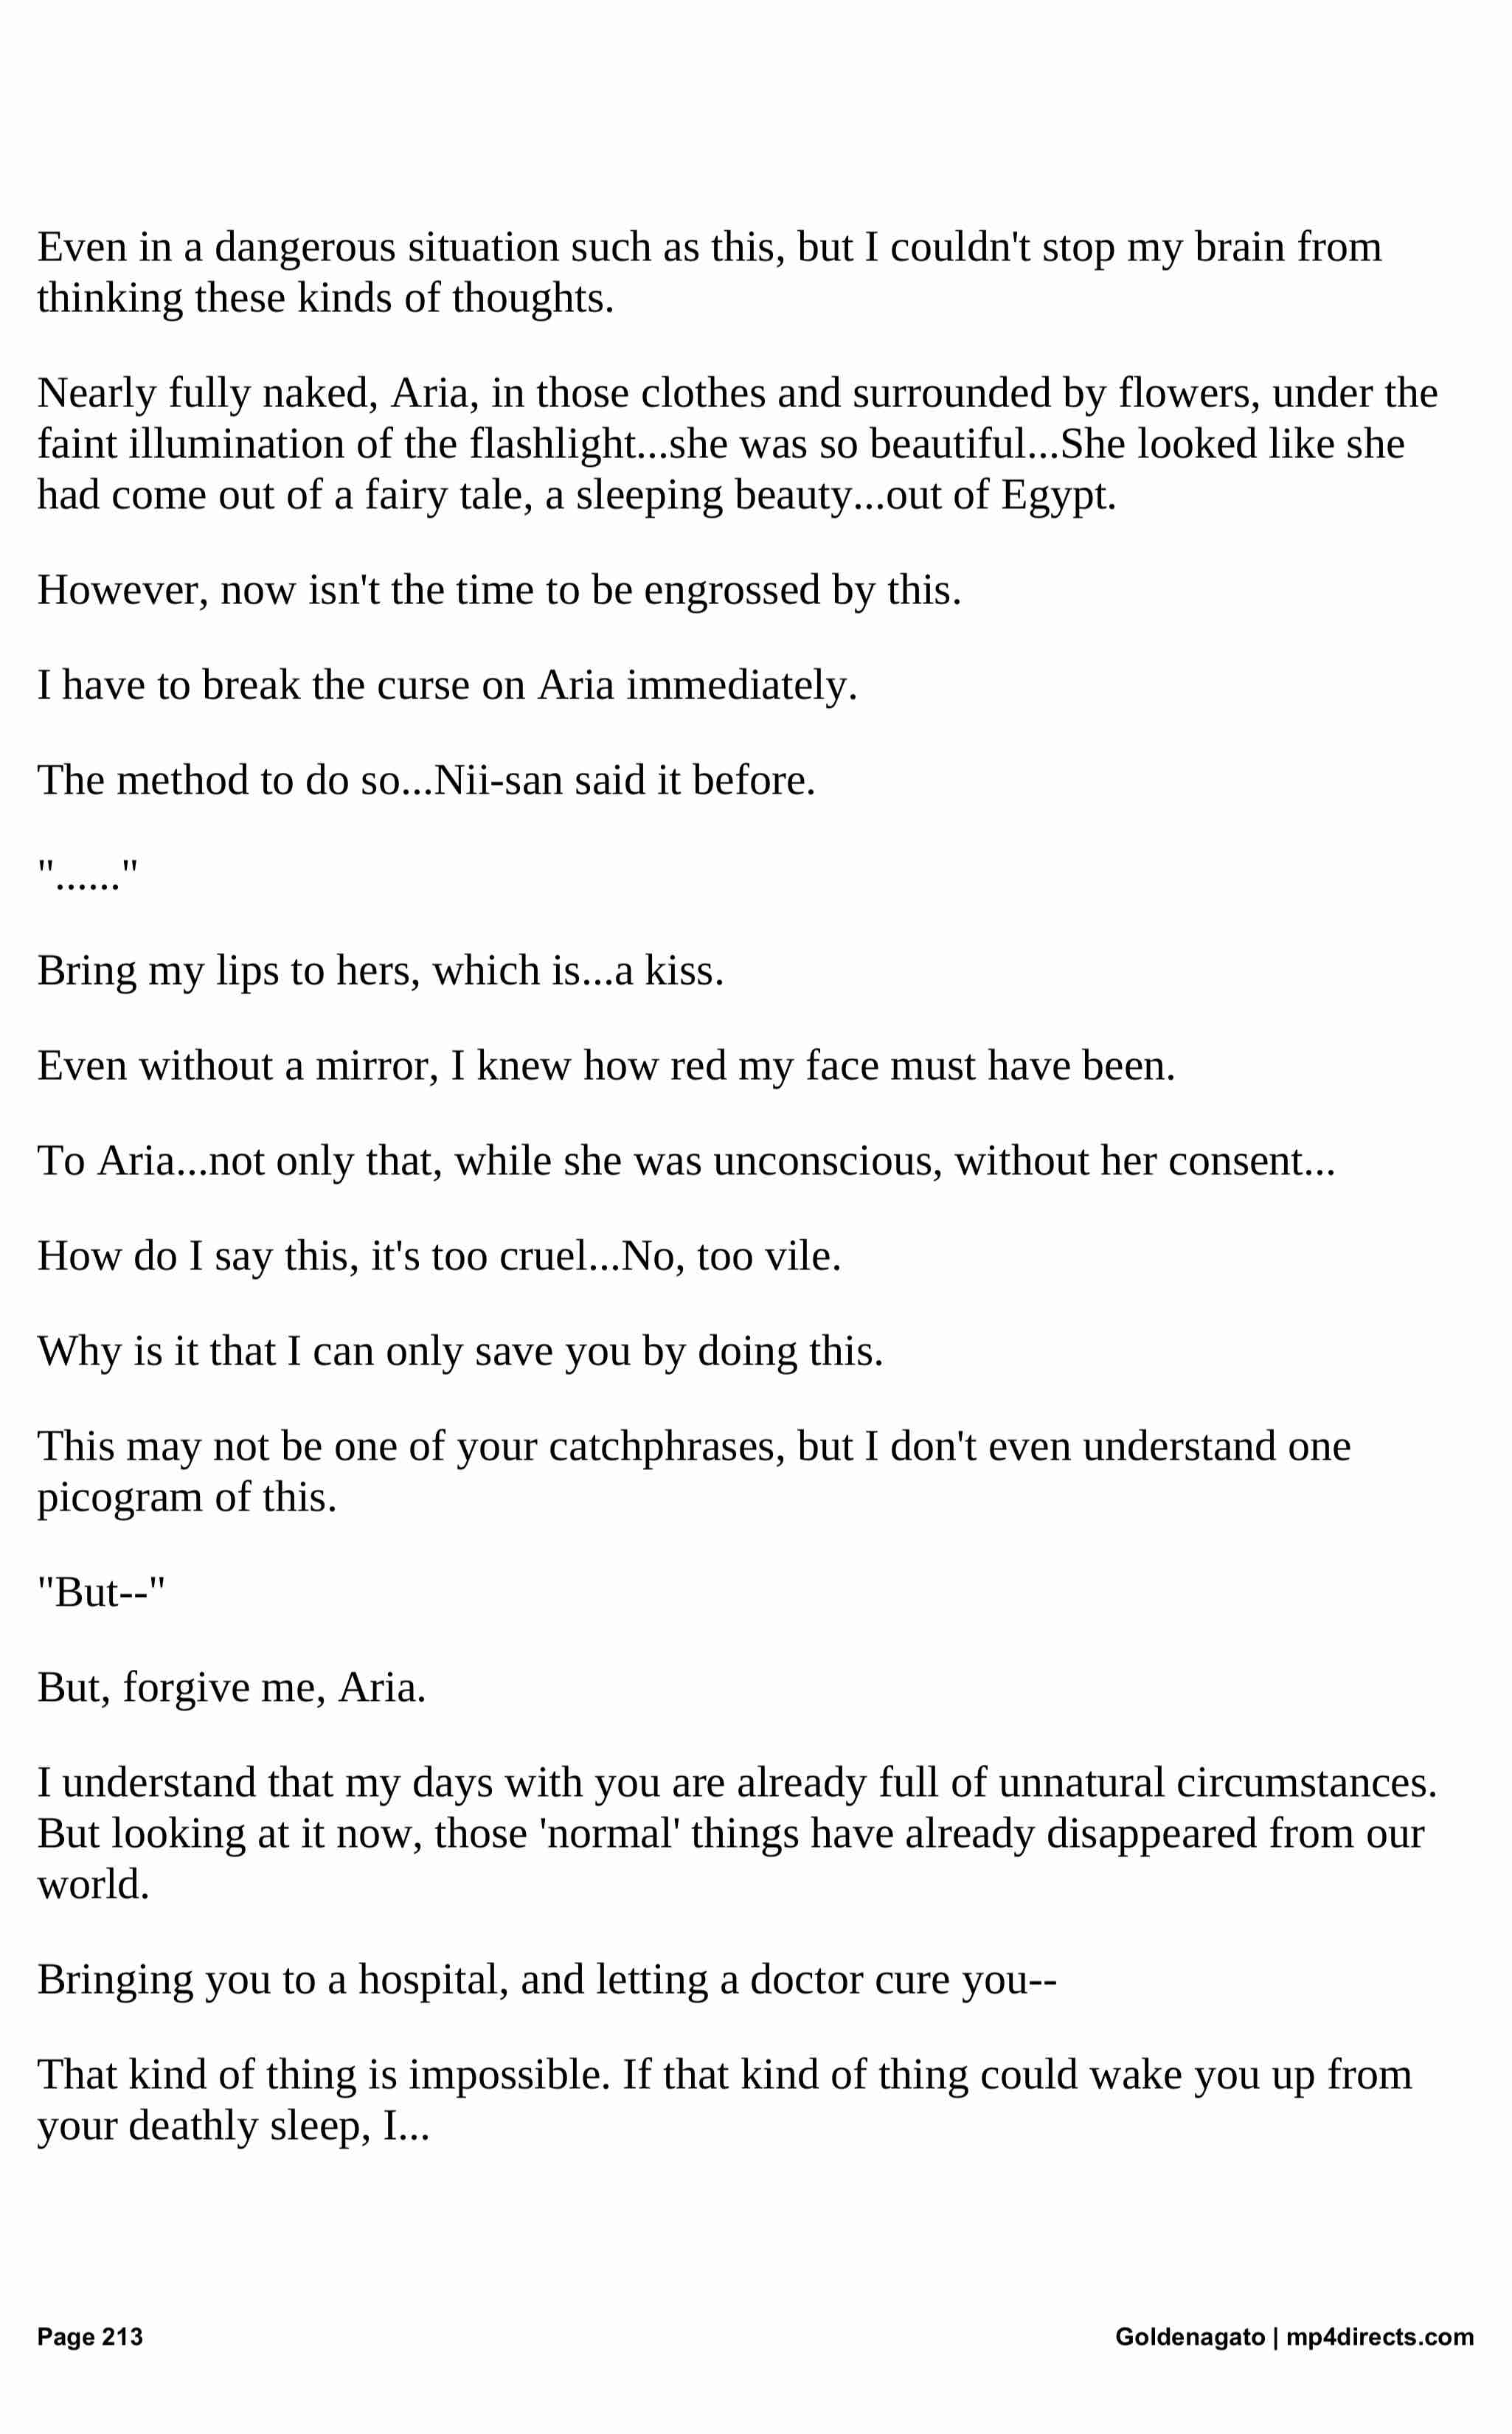 Even in a dangerous situation such as this, but I couldn't stop my brain from
thinking these kinds of thoughts.
Nearly fully naked, Aria, in those clothes and surrounded by flowers, under the
faint illumination of the flashlight...she was so beautiful...She looked like she
had come out of a fairy tale, a sleeping beauty...out of Egypt.
However, now isn't the time to be engrossed by this.
I have to break the curse on Aria immediately.
The method to do so...Nii-san said it before.
"......"
Bring my lips to hers, which is...a kiss.
Even without a mirror, I knew how red my face must have been.
To Aria...not only that, while she was unconscious, without her consent...
How do I say this, it's too cruel...No, too vile.
Why is it that I can only save you by doing this.
This may not be one of your catchphrases, but I don't even understand one
picogram of this.
"But--"
But, forgive me, Aria.
I understand that my days with you are already full of unnatural circumstances.
But looking at it now, those 'normal' things have already disappeared from our
world.
Bringing you to a hospital, and letting a doctor cure you--
That kind of thing is impossible. If that kind of thing could wake you up from
your deathly sleep, I...
Page 213
Goldenagato | mp4directs.com